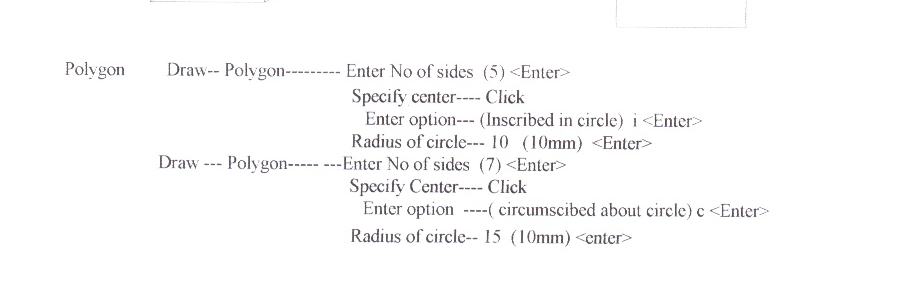 Polygon Draw-- Polygon--------- Enter No of sides (5) <Enter>
Specify center---- Click
Enter option--- (Inscribed in circle) i <Enter>
Radius of circle--- 10 (10mm) <Enter>
Draw --- Polygon----- ---Enter No of sides (7) <Enter>
Specify Center---- Click
Enter option ----( circumscibed about circle) c <Enter>
Radius of circle-- 15 (10mm) <enter>